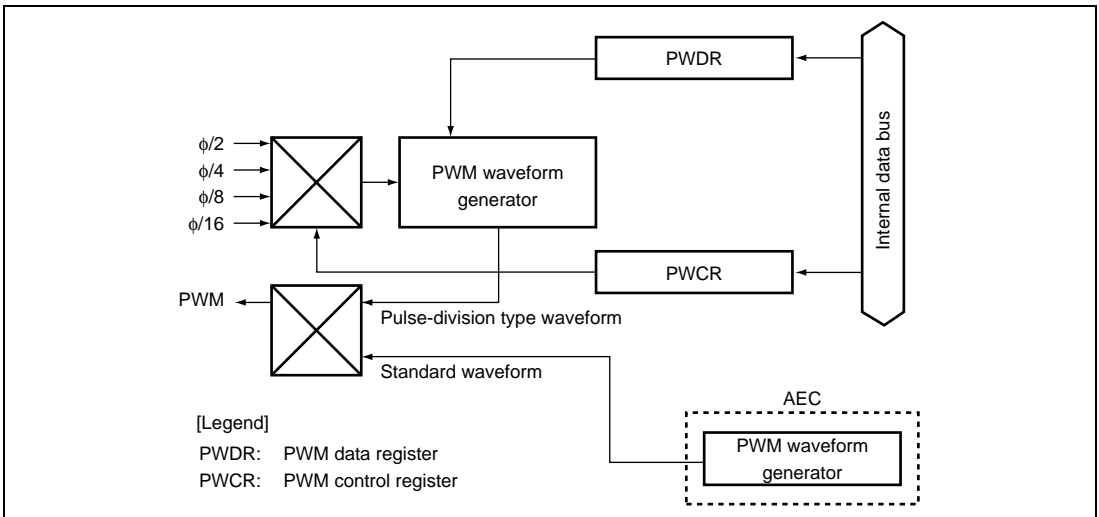 PWDR
Internal data bus
φ/2
φ/4
φ/8
φ/16
PWM waveform
generator
PWCR
PWM
Pulse-division type waveform
Standard waveform
AEC
PWM waveform
generator
[Legend]
PWDR: PWM data register
PWCR: PWM control register